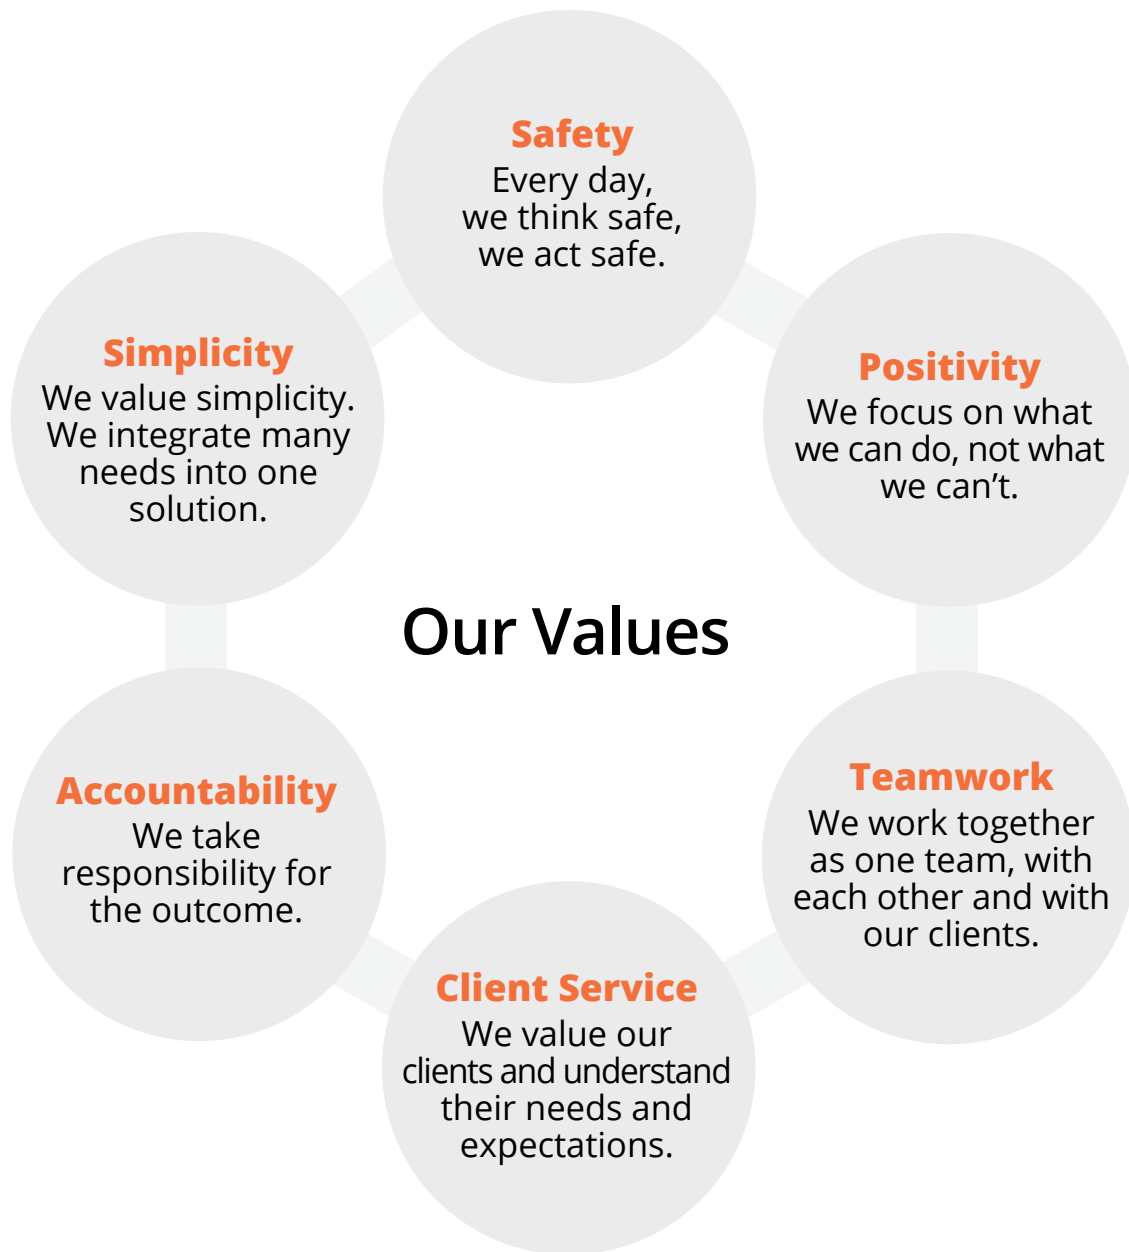 Safety
Every day,
we think safe,
we act safe.
Simplicity
We value simplicity.
We integrate many
needs into one
solution.
Positivity
We focus on what
we can do, not what
we can’t.
Our Values
Accountability
We take
responsibility for
the outcome.
Teamwork
We work together
as one team, with
each other and with
our clients.
Client Service
We value our
clients and understand
their needs and
expectations.